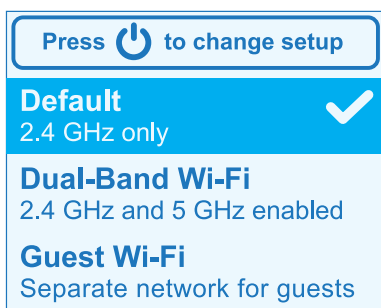 Press to change setup
Default
2.4 GHz only
Dual-Band Wi-Fi
2.4 GHz and 5 GHz enabled
Guest Wi-Fi
Separate network for guests